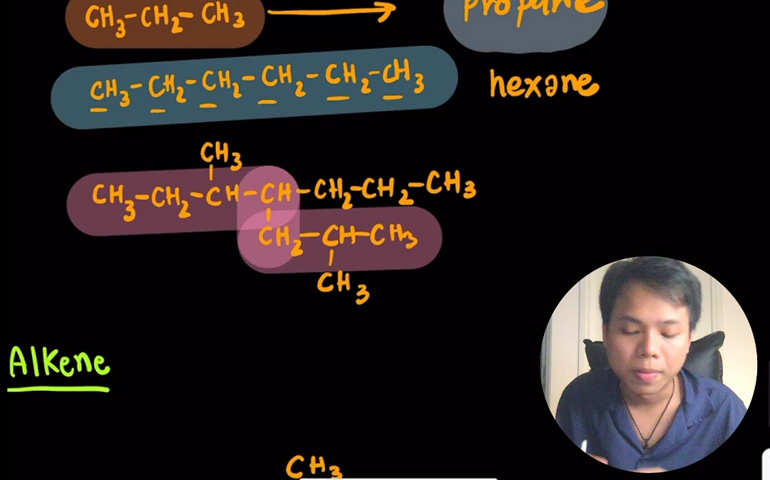 CH₃-CH₂-CH₃ → propane
CH₃-CH₂-CH₂-CH₂-CH₂-CH₃ hexane
CH₃
CH₃-CH₂-CH-CH-CH₂-CH₂-CH₃
CH₂-CH-CH₃
CH₃
Alkene
CH₃